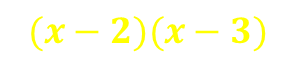 (x − 2)(x − 3)